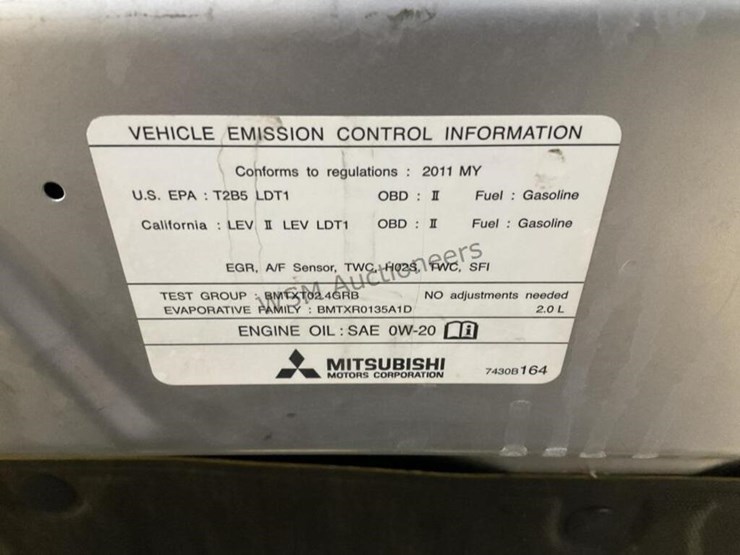 VEHICLE EMISSION CONTROL INFORMATION
Conforms to regulations : 2011 MY
U.S. EPA : T2B5 LDT1 OBD : II Fuel : Gasoline
California : LEV II LEV LDT1 OBD : II Fuel : Gasoline
EGR, A/F Sensor, TWC, HO2S, TWC, SFI
WSM Auctioneers
TEST GROUP : BMTXT02.4GRB NO adjustments needed
EVAPORATIVE FAMILY : BMTXR0135A1D 2.0 L
ENGINE OIL : SAE 0W-20
MITSUBISHI
MOTORS CORPORATION
7430B164